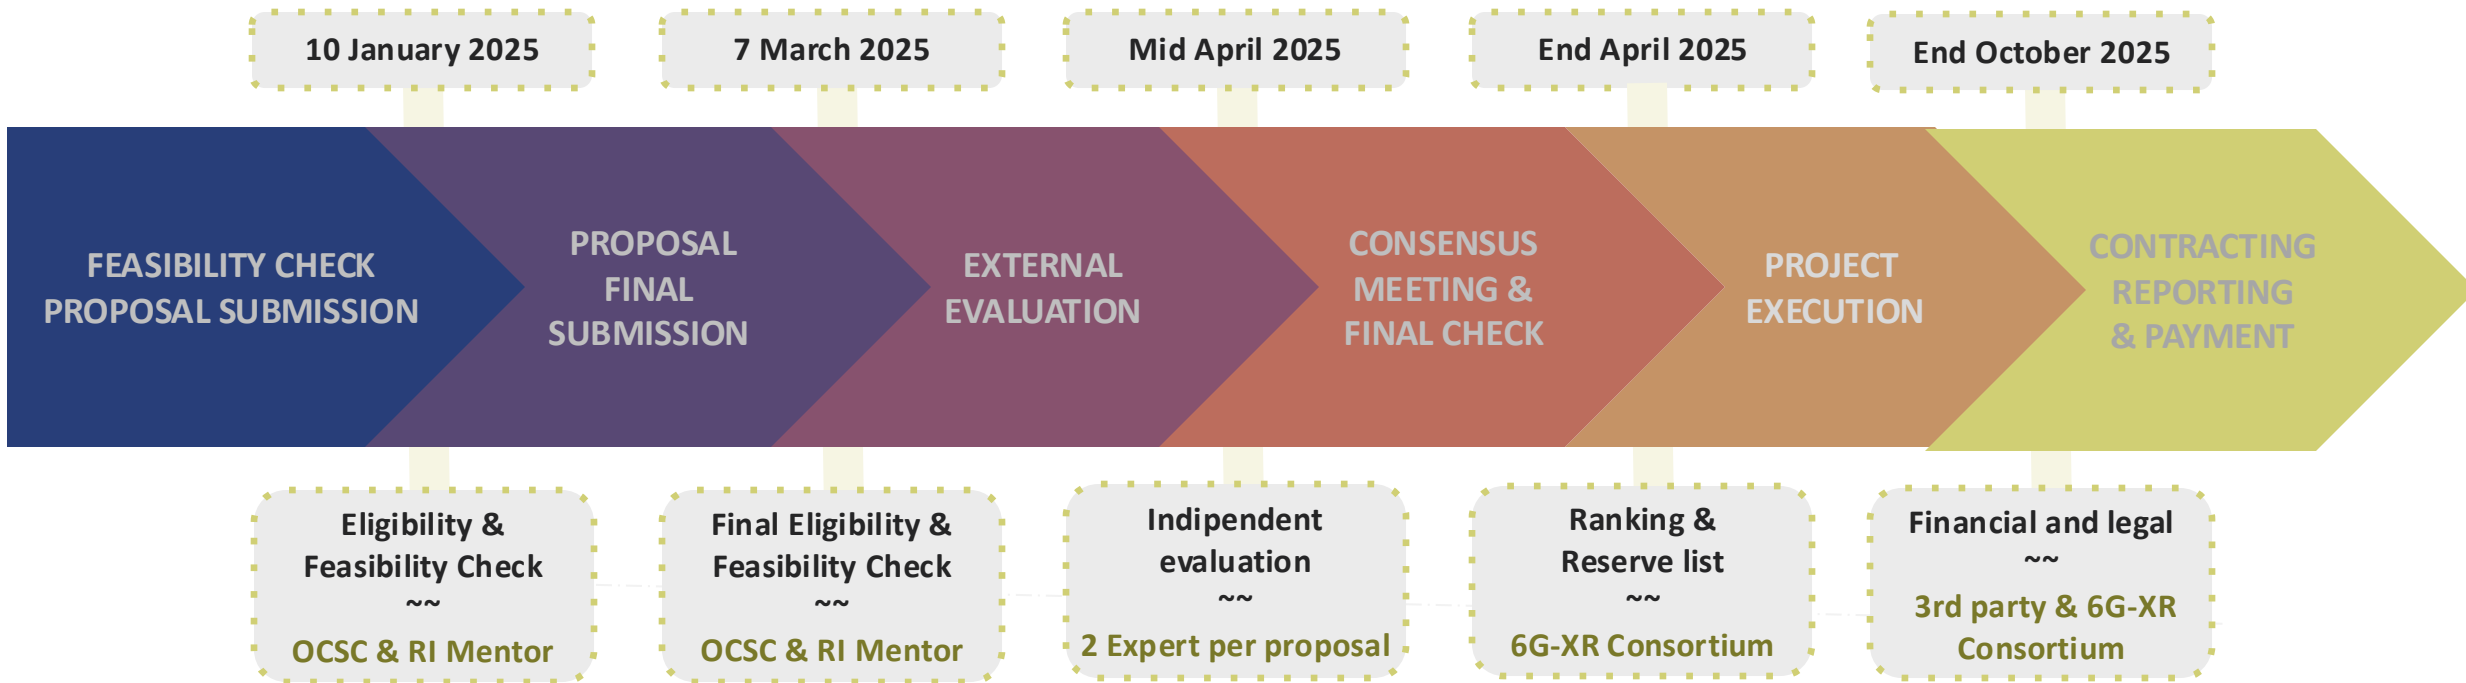 10 January 2025
7 March 2025
Mid April 2025
End April 2025
End October 2025
FEASIBILITY CHECK
PROPOSAL SUBMISSION
PROPOSAL
FINAL
SUBMISSION
EXTERNAL
EVALUATION
CONSENSUS
MEETING &
FINAL CHECK
PROJECT
EXECUTION
CONTRACTING
REPORTING
& PAYMENT
Eligibility &
Feasibility Check
~~
OCSC & RI Mentor
Final Eligibility &
Feasibility Check
~~
OCSC & RI Mentor
Indipendent
evaluation
~~
2 Expert per proposal
Ranking &
Reserve list
~~
6G-XR Consortium
Financial and legal
~~
3rd party & 6G-XR
Consortium